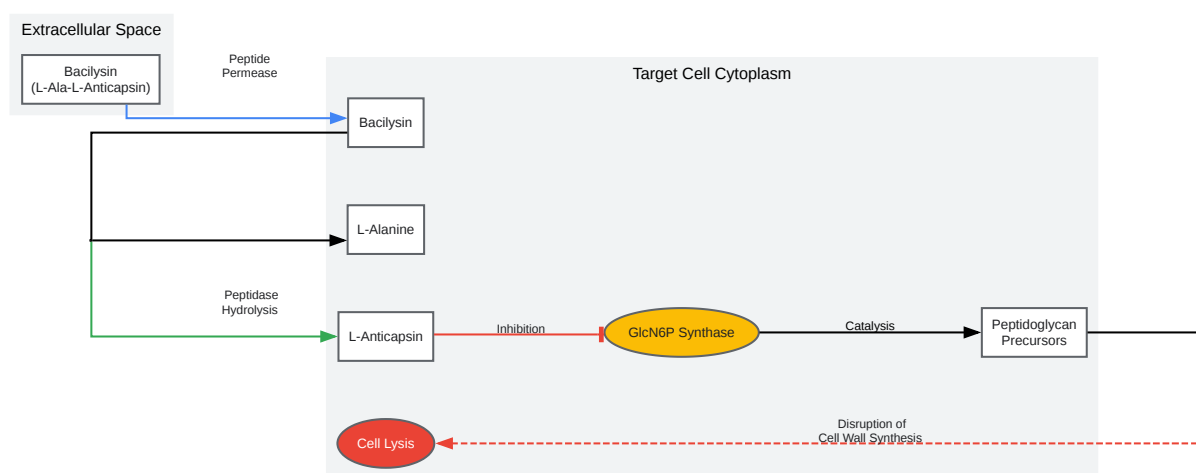 Extracellular Space
Bacilysin
(L-Ala-L-Anticapsin)
Peptide
Permease
Target Cell Cytoplasm
Bacilysin
L-Alanine
Peptidase
Hydrolysis
L-Anticapsin
Inhibition
GlcN6P Synthase
Catalysis
Peptidoglycan
Precursors
Cell Lysis
Disruption of
Cell Wall Synthesis